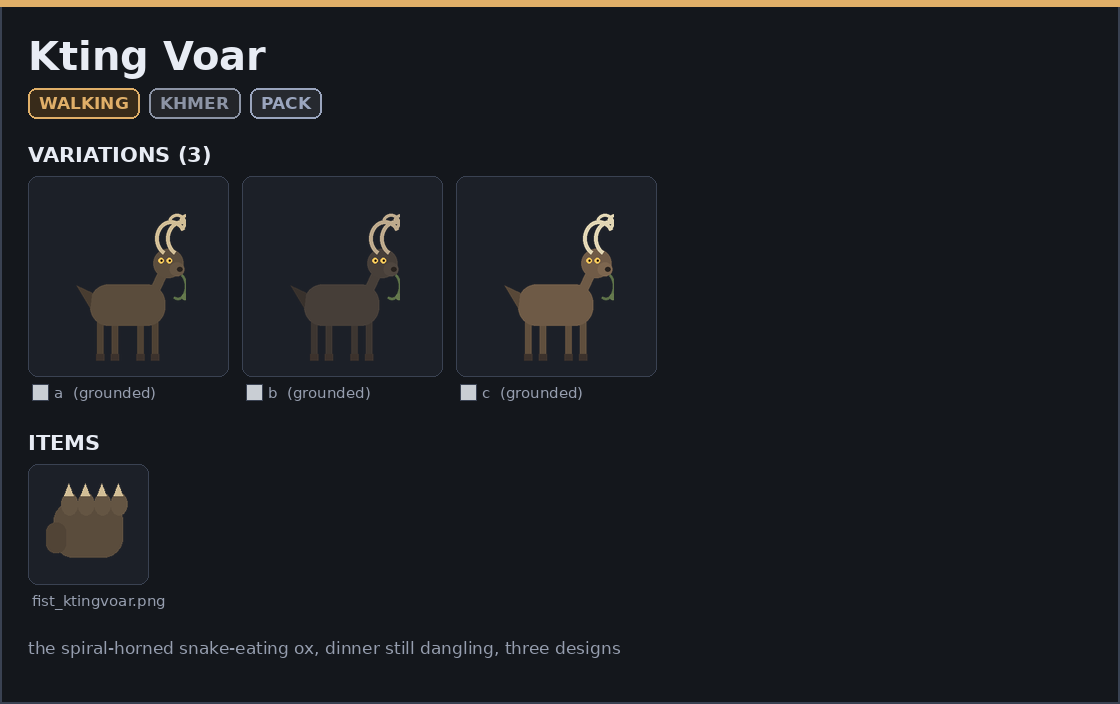 Kting Voar
WALKING KHMER PACK
VARIATIONS (3)
a (grounded) b (grounded) c (grounded)
ITEMS
fist_ktingvoar.png
the spiral-horned snake-eating ox, dinner still dangling, three designs